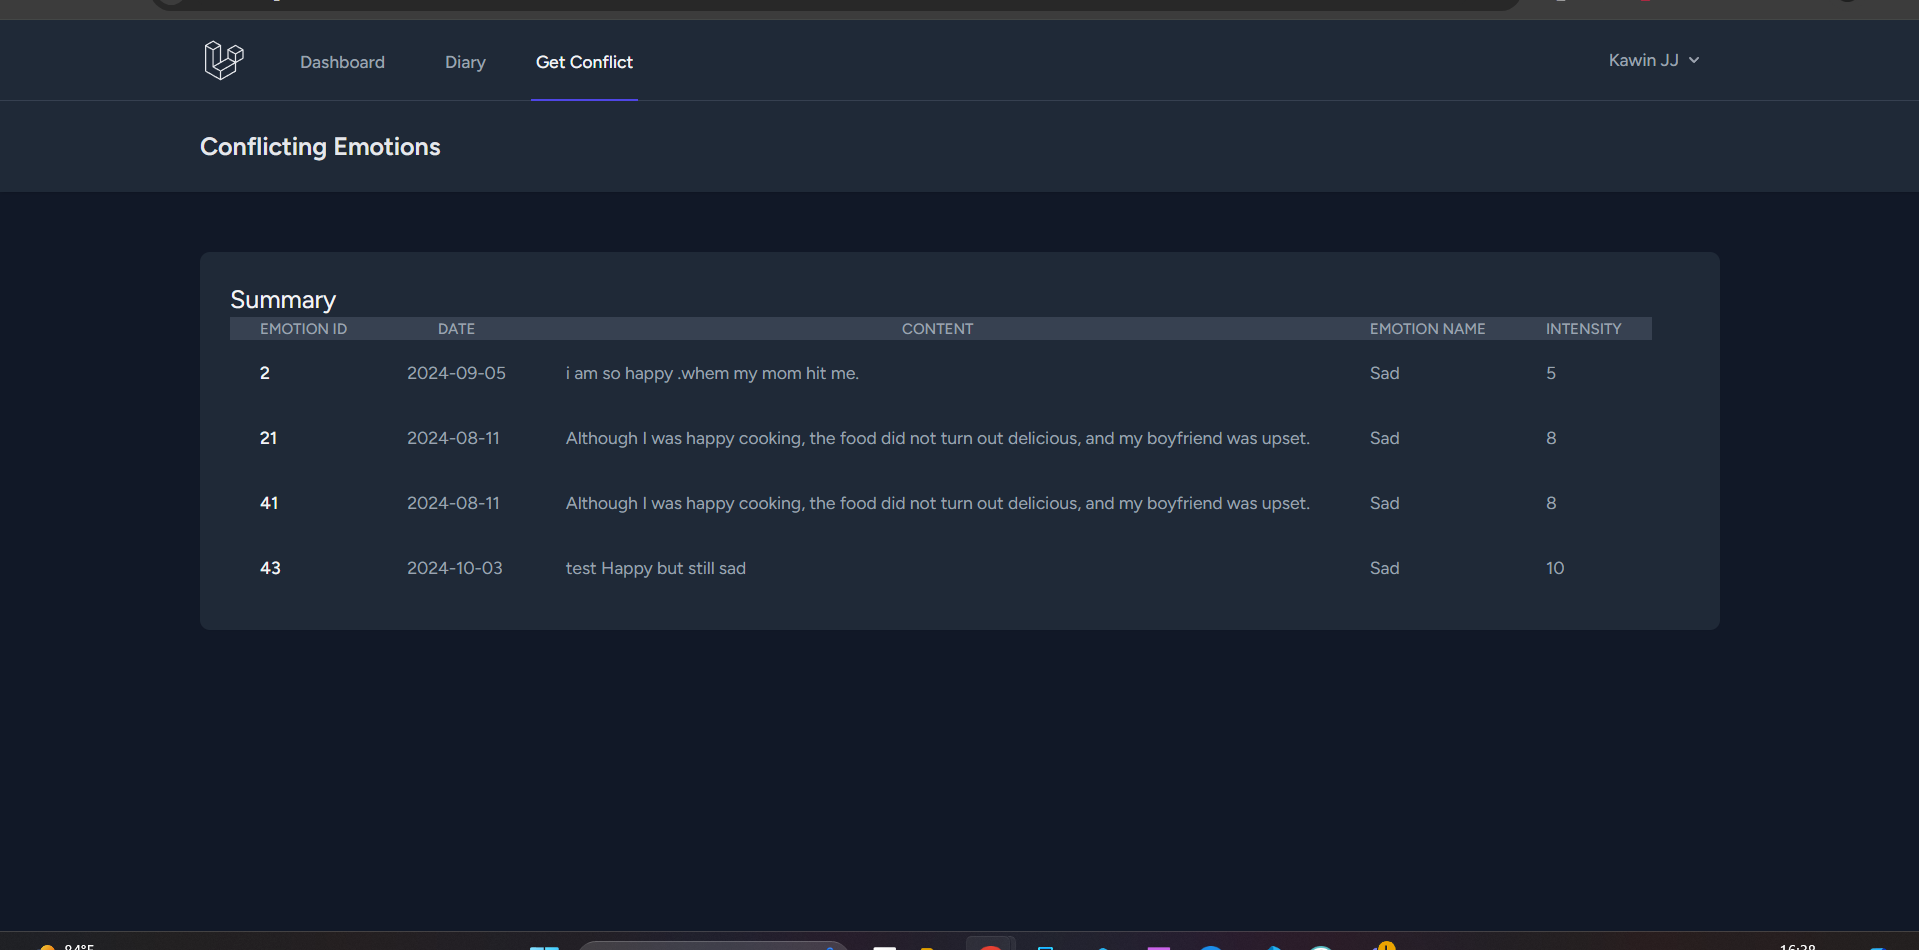 Dashboard Diary Get Conflict Kawin JJ
Conflicting Emotions
Summary
EMOTION ID DATE CONTENT EMOTION NAME INTENSITY
2 2024-09-05 i am so happy .whem my mom hit me. Sad 5
21 2024-08-11 Although I was happy cooking, the food did not turn out delicious, and my boyfriend was upset. Sad 8
41 2024-08-11 Although I was happy cooking, the food did not turn out delicious, and my boyfriend was upset. Sad 8
43 2024-10-03 test Happy but still sad Sad 10